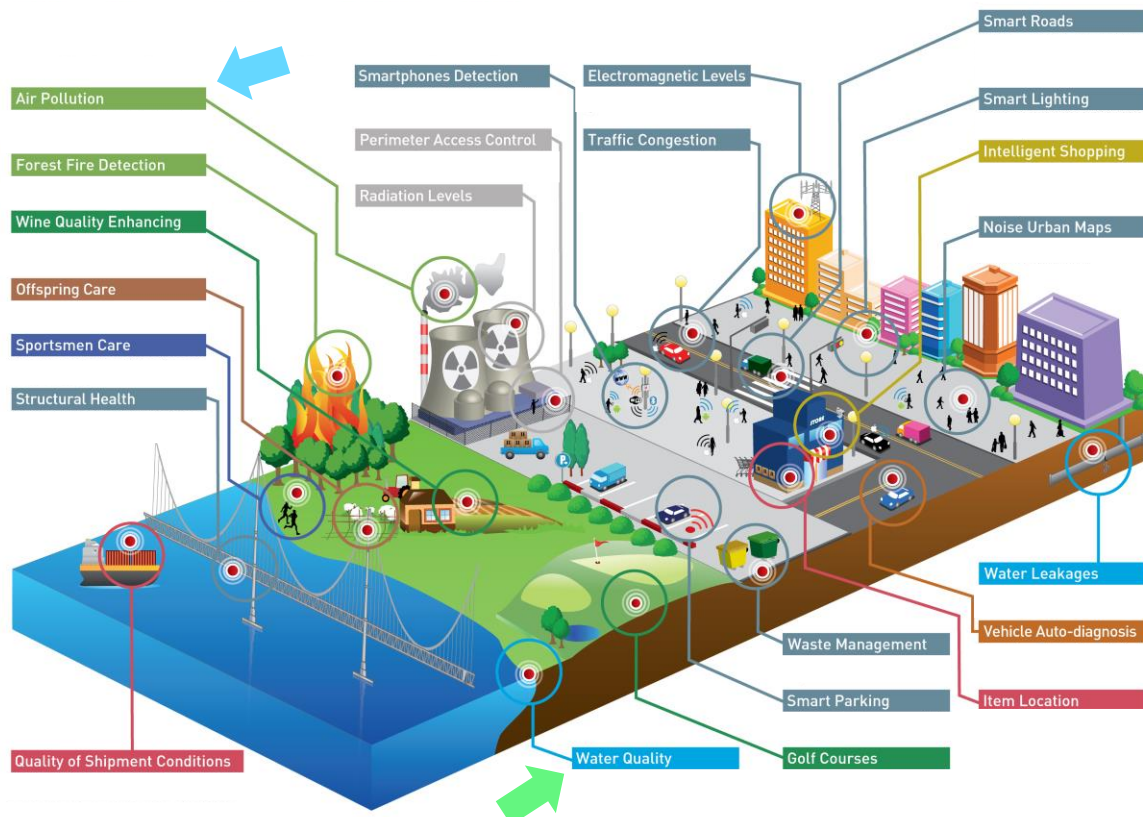 Smart Roads
Smartphones Detection
Electromagnetic Levels
Air Pollution
Smart Lighting
Perimeter Access Control
Traffic Congestion
Intelligent Shopping
Forest Fire Detection
Radiation Levels
Wine Quality Enhancing
Noise Urban Maps
Offspring Care
Sportsmen Care
Structural Health
STORE
P
Water Leakages
Vehicle Auto-diagnosis
Waste Management
Smart Parking
Item Location
Quality of Shipment Conditions
Water Quality
Golf Courses